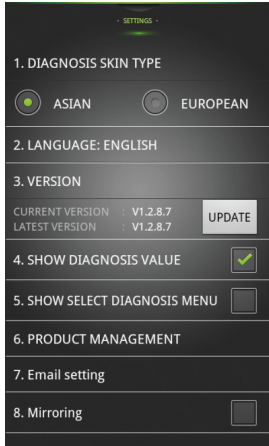 - SETTINGS -
1. DIAGNOSIS SKIN TYPE
ASIAN EUROPEAN
2. LANGUAGE: ENGLISH
3. VERSION
CURRENT VERSION : V1.2.8.7
LATEST VERSION : V1.2.8.7
UPDATE
4. SHOW DIAGNOSIS VALUE
5. SHOW SELECT DIAGNOSIS MENU
6. PRODUCT MANAGEMENT
7. Email setting
8. Mirroring